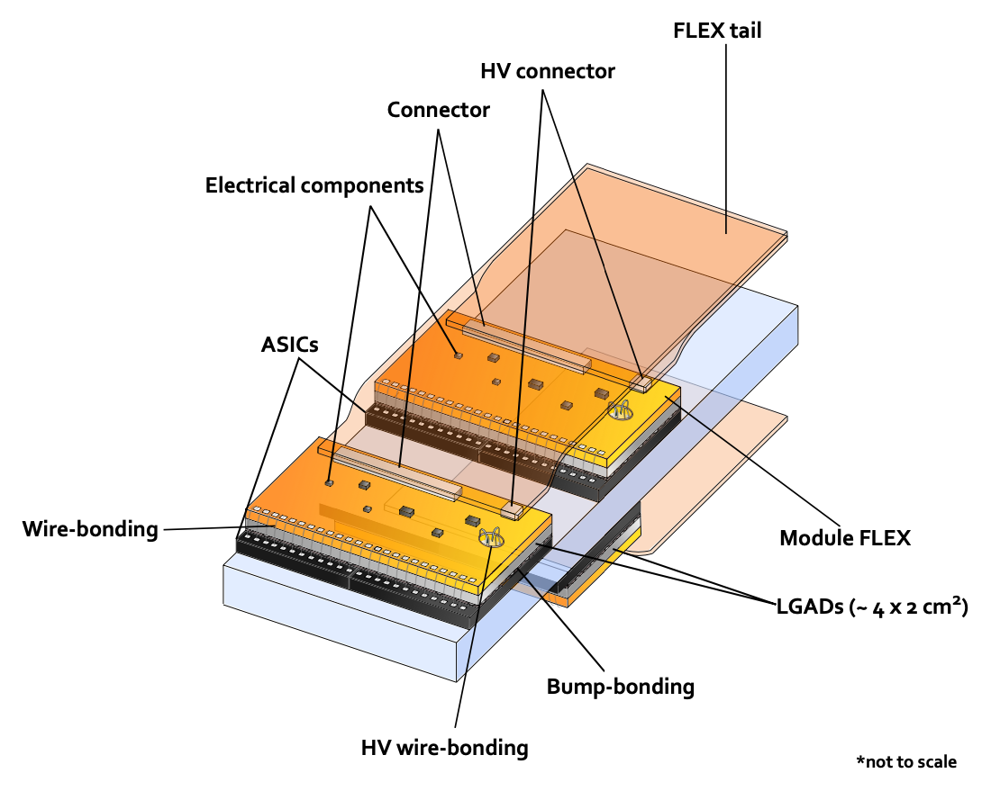 FLEX tail
HV connector
Connector
Electrical components
ASICs
Wire-bonding
Module FLEX
LGADs (~ 4 x 2 cm²)
Bump-bonding
HV wire-bonding
*not to scale